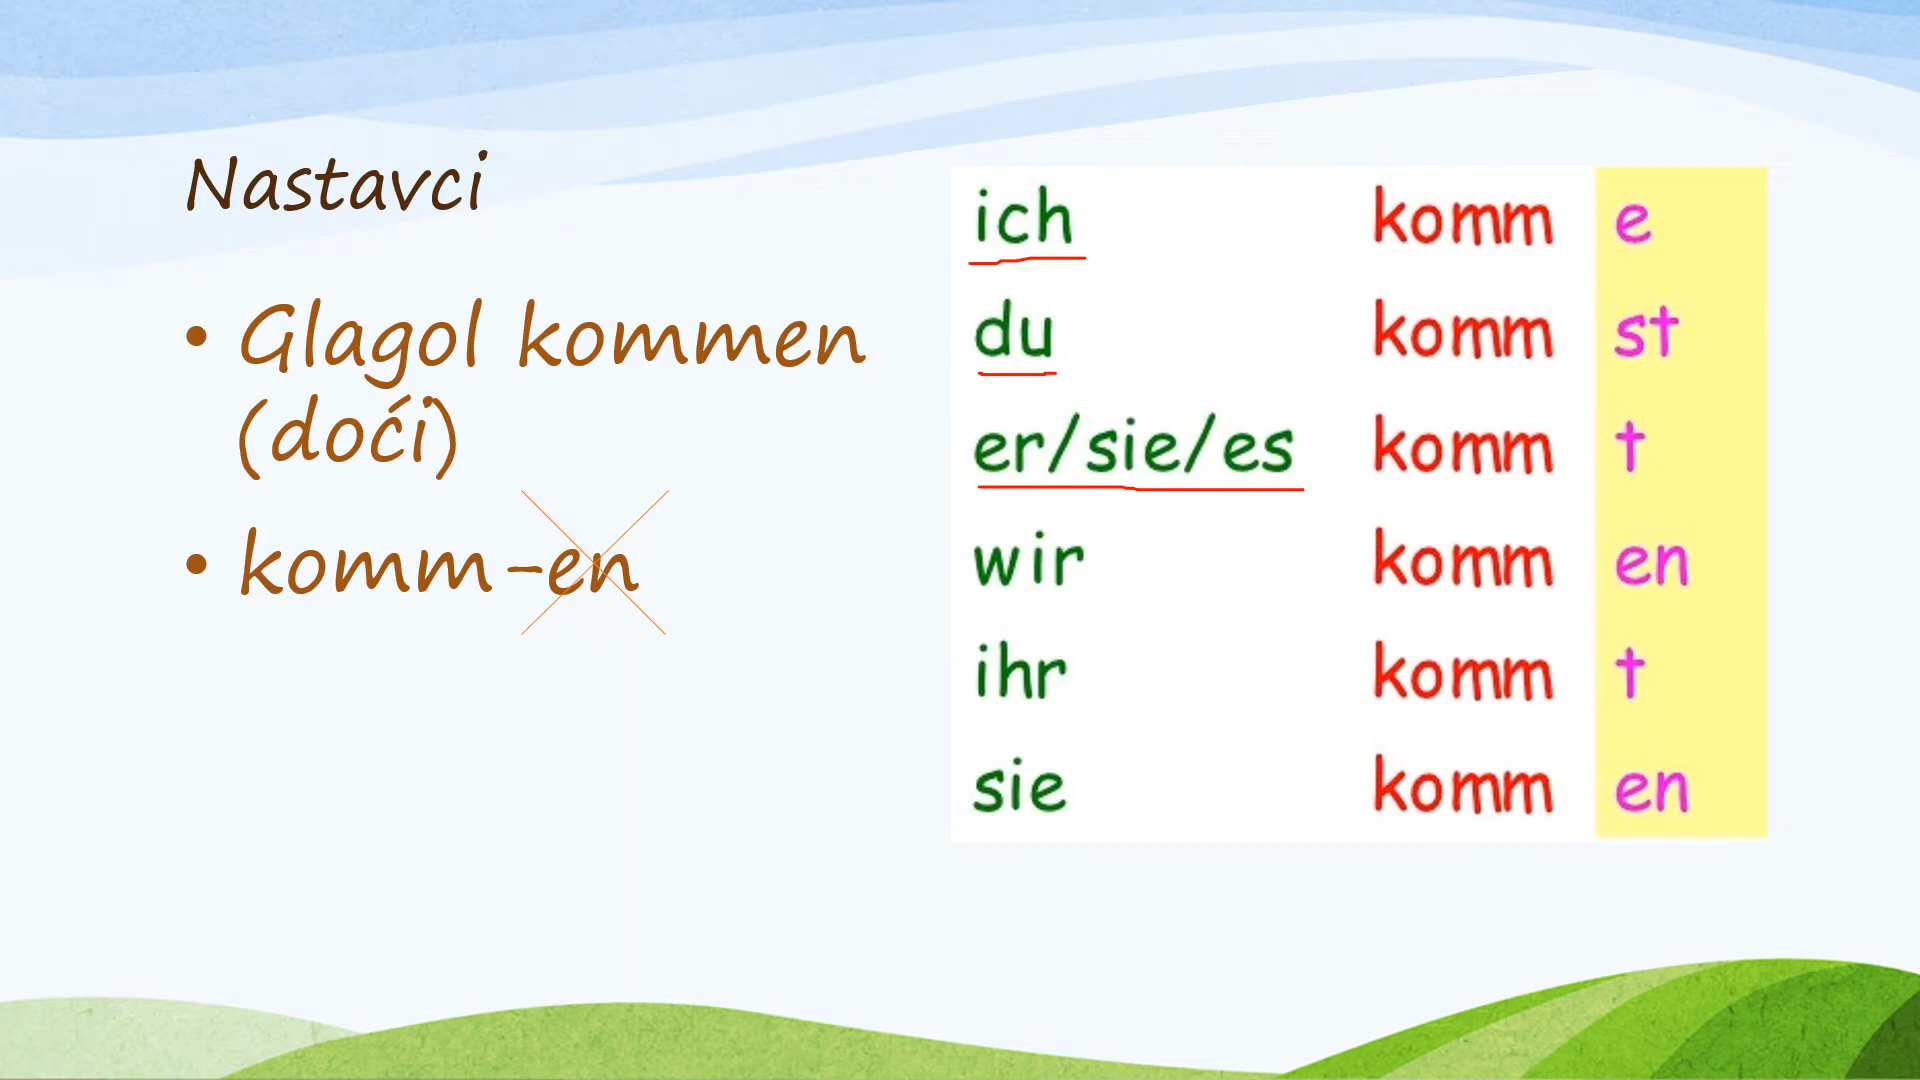 Nastavci
• Glagol kommen
(doći)
• komm-en
ich komm e
du komm st
er/sie/es komm t
wir komm en
ihr komm t
sie komm en